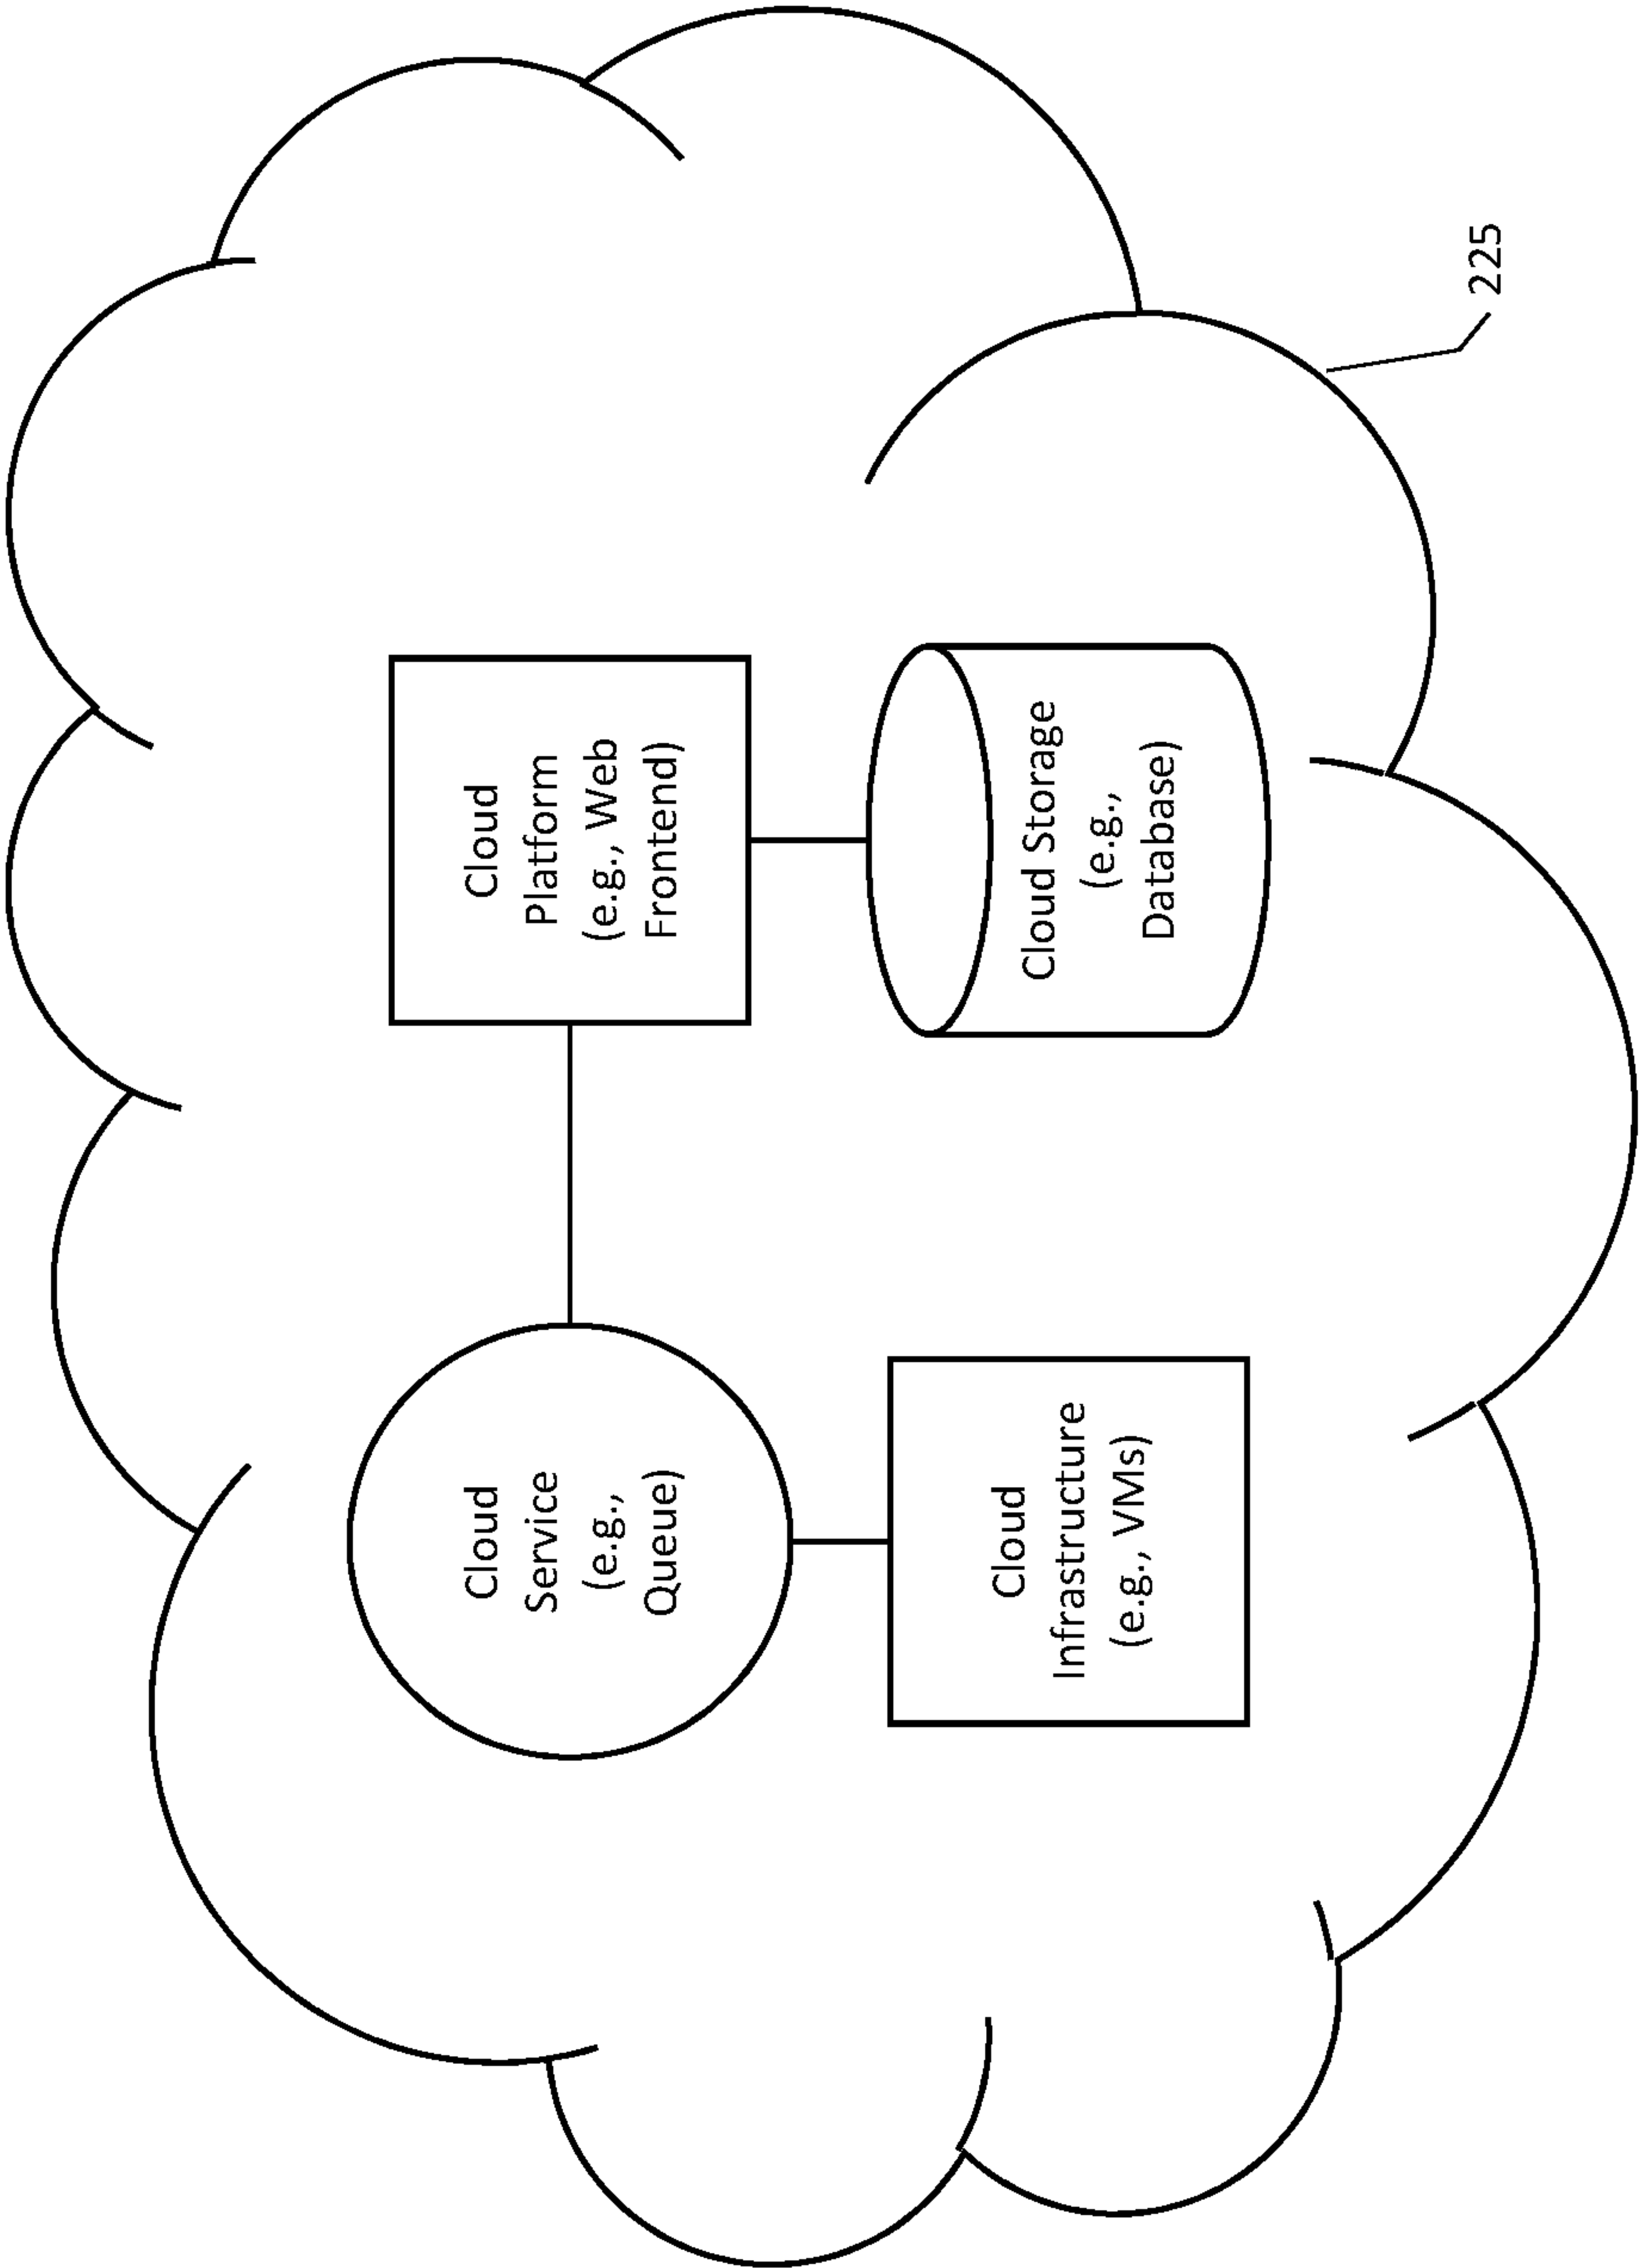 Cloud
Service
(e.g.,
Queue)
Cloud
Platform
(e.g., Web
Frontend)
Cloud
Infrastructure
(e.g., VMs)
Cloud Storage
(e.g.,
Database)
225